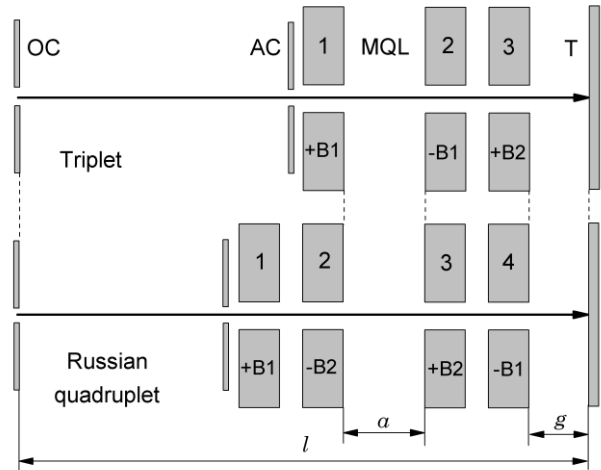 OC AC 1 MQL 2 3 T
Triplet +B1 -B1 +B2
1 2 3 4
Russian
quadruplet
+B1 -B2 +B2 -B1
a g
l